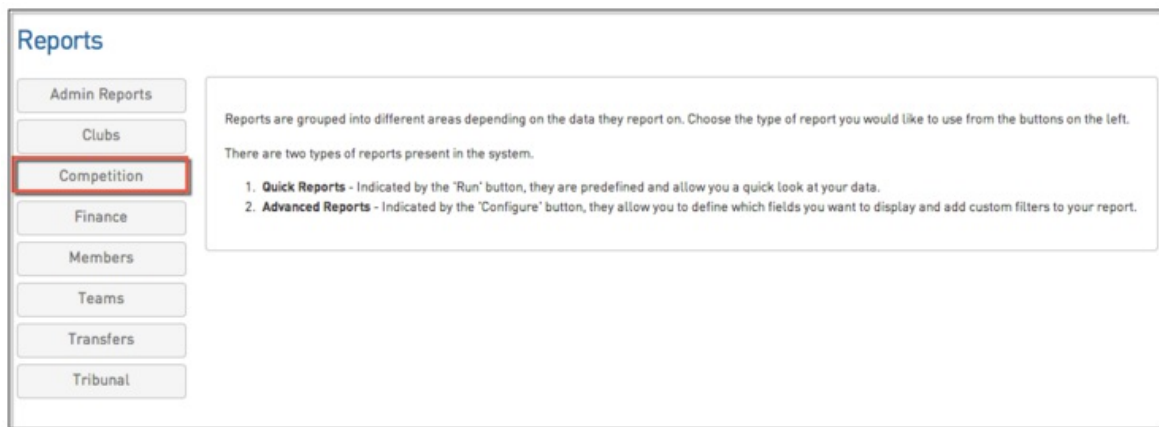 Reports
Admin Reports
Clubs
Competition
Finance
Members
Teams
Transfers
Tribunal
Reports are grouped into different areas depending on the data they report on. Choose the type of report you would like to use from the buttons on the left.
There are two types of reports present in the system.
1. Quick Reports - Indicated by the 'Run' button, they are predefined and allow you a quick look at your data.
2. Advanced Reports - Indicated by the 'Configure' button, they allow you to define which fields you want to display and add custom filters to your report.